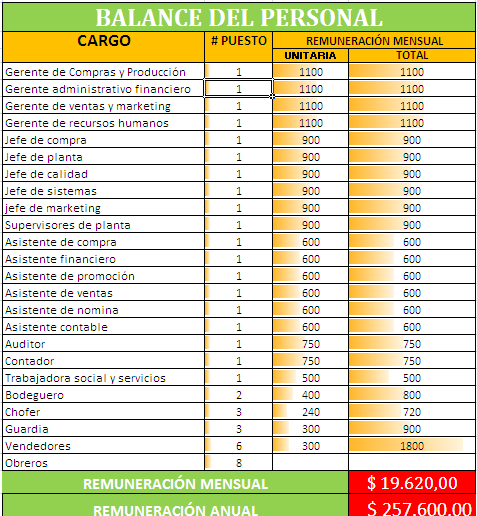 BALANCE DEL PERSONAL
CARGO # PUESTO REMUNERACIÓN MENSUAL
UNITARIA TOTAL
Gerente de Compras y Producción 1 1100 1100
Gerente administrativo financiero 1 1100 1100
Gerente de ventas y marketing 1 1100 1100
Gerente de recursos humanos 1 1100 1100
Jefe de compra 1 900 900
Jefe de planta 1 900 900
Jefe de calidad 1 900 900
Jefe de sistemas 1 900 900
jefe de marketing 1 900 900
Supervisores de planta 1 900 900
Asistente de compra 1 600 600
Asistente financiero 1 600 600
Asistente de promoción 1 600 600
Asistente de ventas 1 600 600
Asistente de nomina 1 600 600
Asistente contable 1 600 600
Auditor 1 750 750
Contador 1 750 750
Trabajadora social y servicios 1 500 500
Bodeguero 2 400 800
Chofer 3 240 720
Guardia 3 300 900
Vendedores 6 300 1800
Obreros 8
REMUNERACIÓN MENSUAL $ 19.620,00
REMUNERACIÓN ANUAL $ 257.600,00